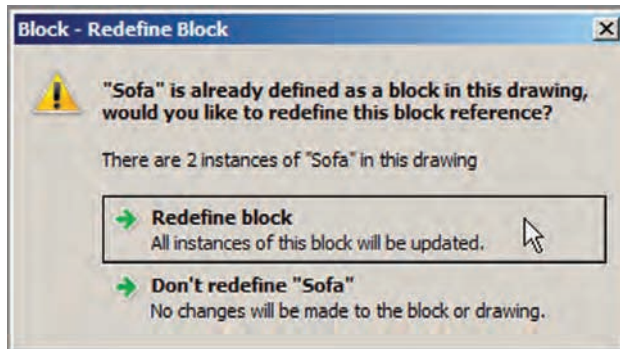 Block - Redefine Block
"Sofa" is already defined as a block in this drawing,
would you like to redefine this block reference?
There are 2 instances of "Sofa" in this drawing
Redefine block
All instances of this block will be updated.
Don't redefine "Sofa"
No changes will be made to the block or drawing.